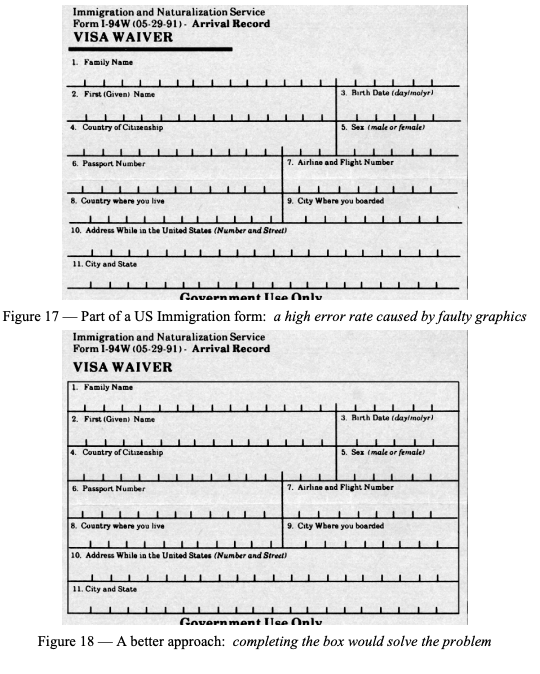 Immigration and Naturalization Service
Form I-94W (05-29-91) - Arrival Record
VISA WAIVER
1. Family Name
2. First (Given) Name
3. Birth Date (day/mo/yr)
4. Country of Citizenship
5. Sex (male or female)
6. Passport Number
7. Airline and Flight Number
8. Country where you live
9. City Where you boarded
10. Address While in the United States (Number and Street)
11. City and State
Government Use Only
Figure 17 — Part of a US Immigration form: a high error rate caused by faulty graphics
Immigration and Naturalization Service
Form I-94W (05-29-91) - Arrival Record
VISA WAIVER
1. Family Name
2. First (Given) Name
3. Birth Date (day/mo/yr)
4. Country of Citizenship
5. Sex (male or female)
6. Passport Number
7. Airline and Flight Number
8. Country where you live
9. City Where you boarded
10. Address While in the United States (Number and Street)
11. City and State
Government Use Only
Figure 18 — A better approach: completing the box would solve the problem